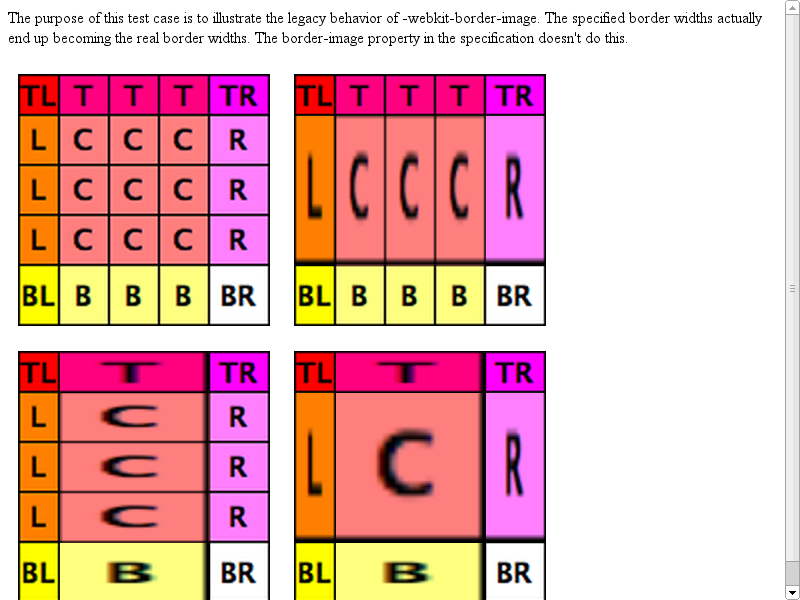 The purpose of this test case is to illustrate the legacy behavior of -webkit-border-image. The specified border widths actually
end up becoming the real border widths. The border-image property in the specification doesn't do this.
TL T T T TR TL T T T TR
L C C C R L C C C R
L C C C R
L C C C R
BL B B B BR BL B B B BR
TL T TR TL T TR
L C R L C R
L C R
L C R
BL B BR BL B BR